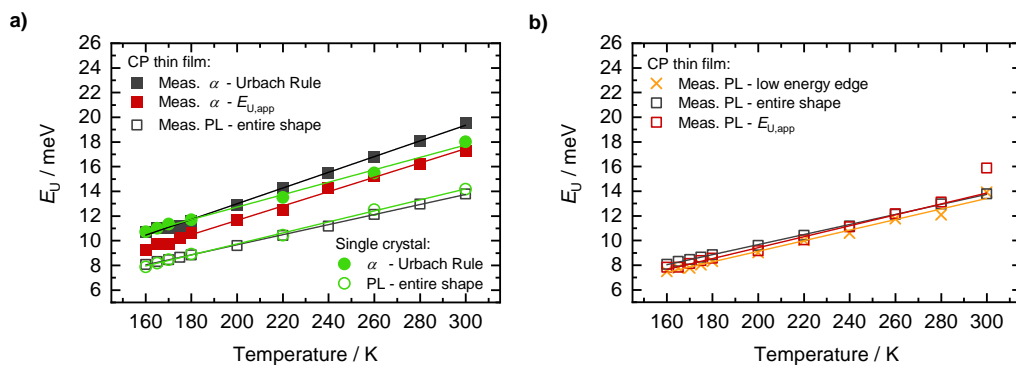 a)
26
24
22
20
18
16
14
12
10
8
6
E_U / meV
CP thin film:
Meas. α - Urbach Rule
Meas. α - E_U,app
Meas. PL - entire shape
Single crystal:
α - Urbach Rule
PL - entire shape
160 180 200 220 240 260 280 300
Temperature / K
b)
26
24
22
20
18
16
14
12
10
8
6
E_U / meV
CP thin film:
Meas. PL - low energy edge
Meas. PL - entire shape
Meas. PL - E_U,app
160 180 200 220 240 260 280 300
Temperature / K